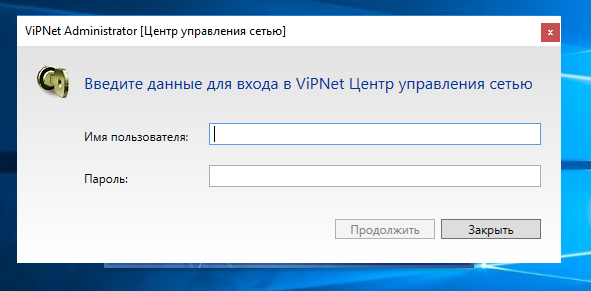 ViPNet Administrator [Центр управления сетью]
x
Введите данные для входа в ViPNet Центр управления сетью
Имя пользователя:
Пароль:
Продолжить
Закрыть